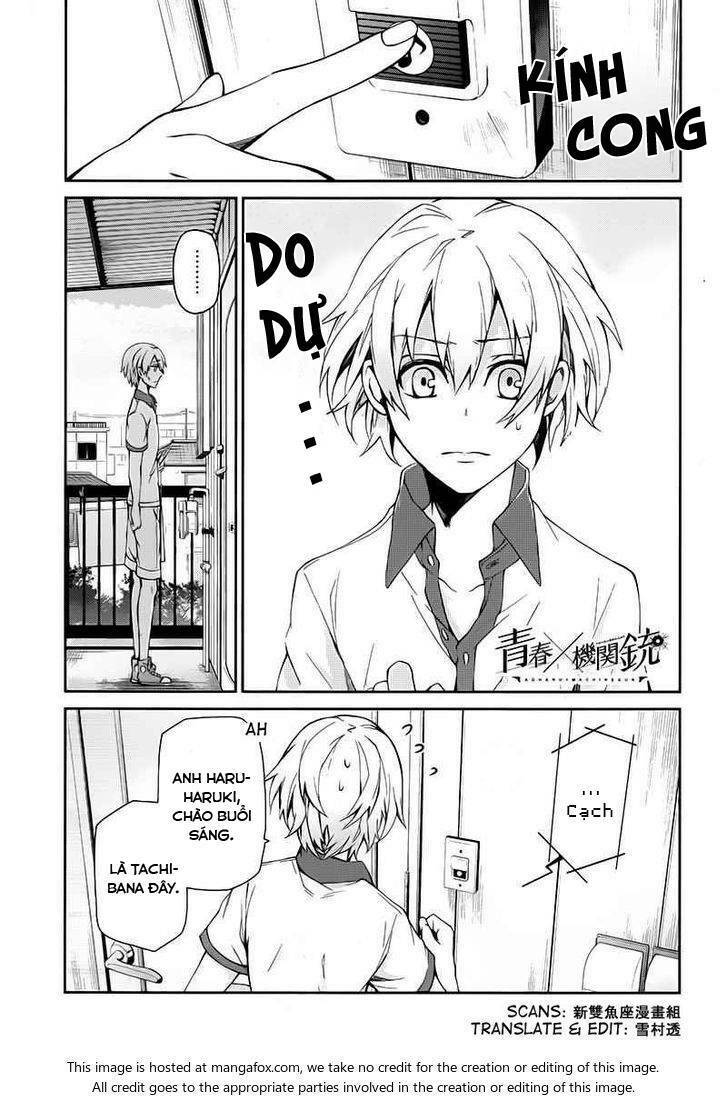 KÍNH
CONG
DO
DỰ
...
........
青春×機関銃
AOHARU×MACHINEGUN
AH
ANH HARU-
HARUKI,
CHÀO BUỔI
SÁNG.
LÀ TACHI-
BANA ĐÂY.
...
Cạch
SCANS: 新雙魚座漫畫組
TRANSLATE & EDIT: 雪村透
This image is hosted at mangafox.com, we take no credit for the creation or editing of this image.
All credit goes to the appropriate parties involved in the creation or editing of this image.